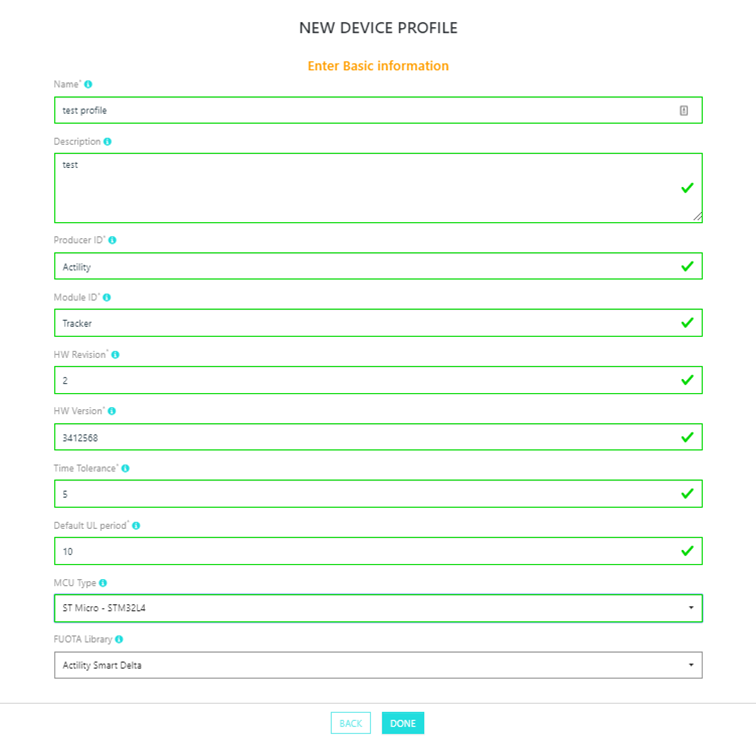 NEW DEVICE PROFILE
Enter Basic information
Name*
test profile
Description
test
Producer ID*
Actility
Module ID*
Tracker
HW Revision*
2
HW Version*
3412568
Time Tolerance*
5
Default UL period*
10
MCU Type
ST Micro - STM32L4
FUOTA Library
Actility Smart Delta
BACK DONE